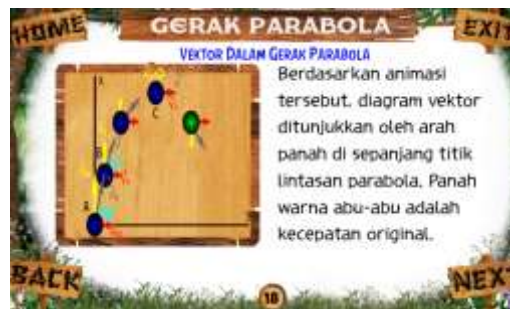 HOME
GERAK PARABOLA
EXIT
VEKTOR DALAM GERAK PARABOLA
Berdasarkan animasi
tersebut, diagram vektor
ditunjukkan oleh arah
panah di sepanjang titik
lintasan parabola. Panah
warna abu-abu adalah
kecepatan original.
C
B
A
BACK
18
NEXT